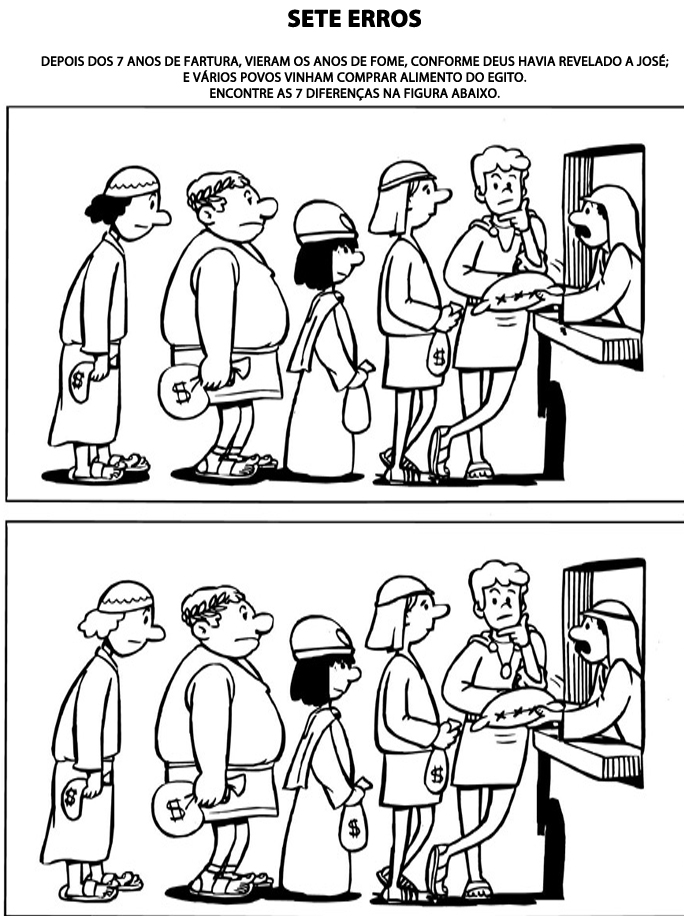 SETE ERROS
DEPOIS DOS 7 ANOS DE FARTURA, VIERAM OS ANOS DE FOME, CONFORME DEUS HAVIA REVELADO A JOSÉ;
E VÁRIOS POVOS VINHAM COMPRAR ALIMENTO DO EGITO.
ENCONTRE AS 7 DIFERENÇAS NA FIGURA ABAIXO.
$
$
$
$
$
$
$